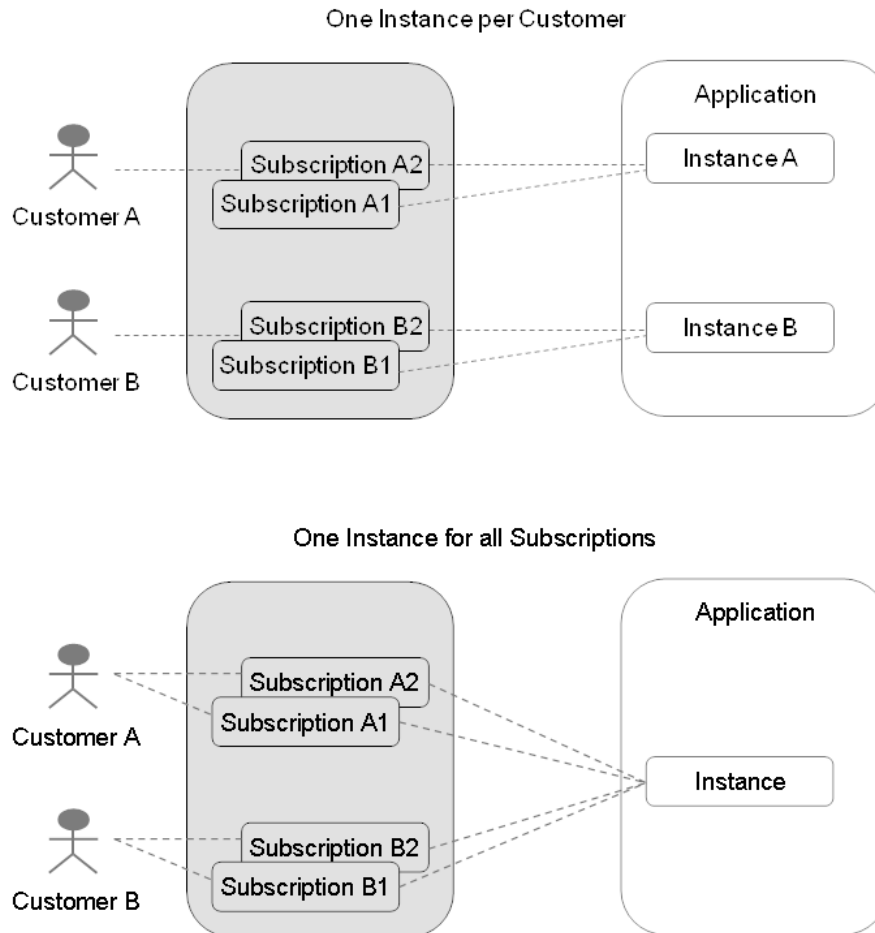 One Instance per Customer
Application
Subscription A2
Instance A
Subscription A1
Customer A
Subscription B2
Instance B
Subscription B1
Customer B
One Instance for all Subscriptions
Application
Subscription A2
Subscription A1
Customer A
Instance
Subscription B2
Subscription B1
Customer B